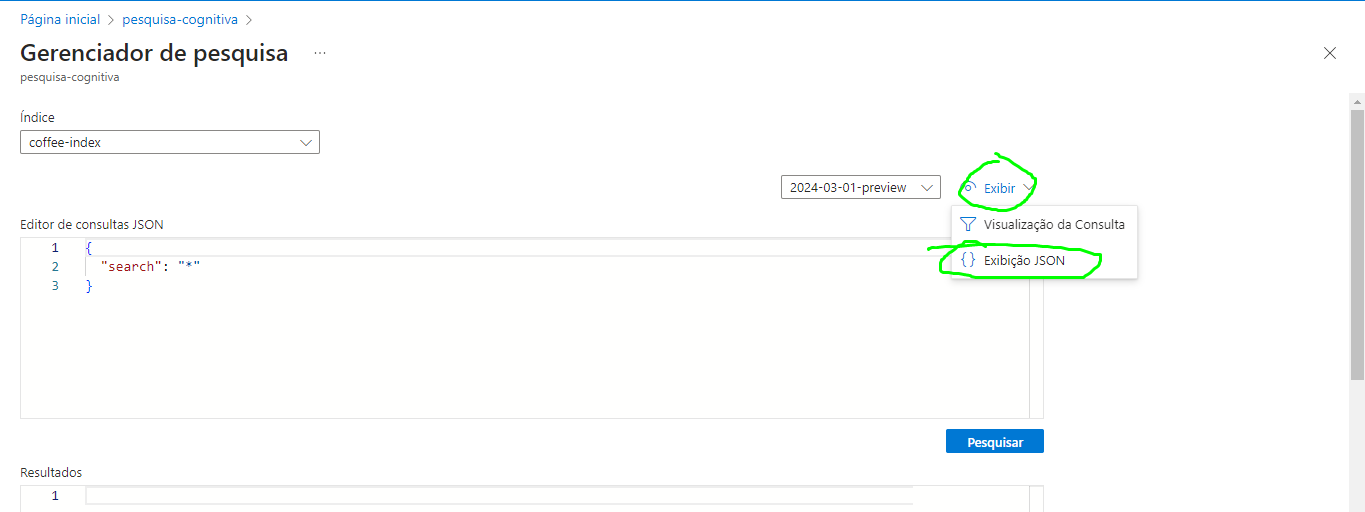 Página inicial > pesquisa-cognitiva >
Gerenciador de pesquisa ...
pesquisa-cognitiva
Índice
coffee-index
2024-03-01-preview
Exibir
Visualização da Consulta
Exibição JSON
Editor de consultas JSON
1 {
2 "search": "*"
3 }
Pesquisar
Resultados
1